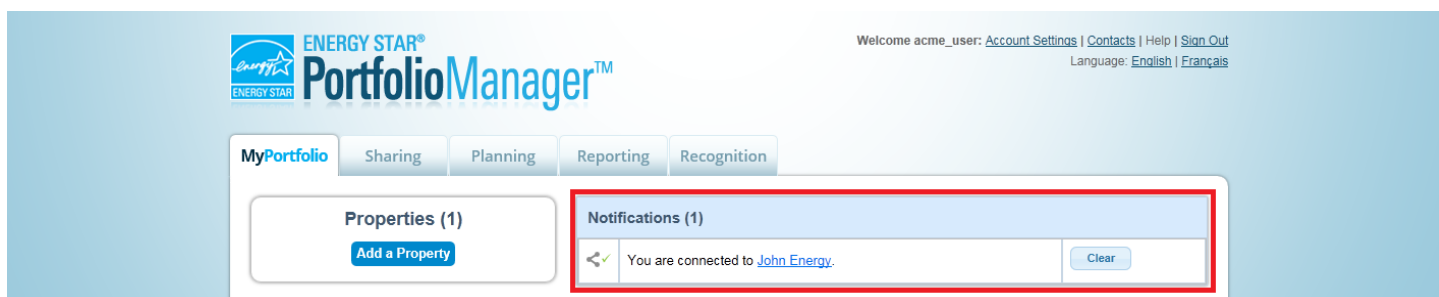 ENERGY STAR®
PortfolioManager™
energy
ENERGY STAR
Welcome acme_user: Account Settings | Contacts | Help | Sign Out
Language: English | Français
MyPortfolio Sharing Planning Reporting Recognition
Properties (1)
Add a Property
Notifications (1)
You are connected to John Energy. Clear